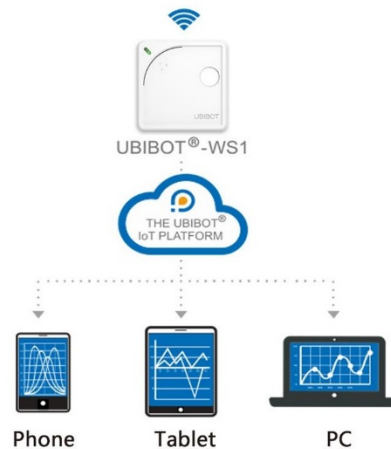 UBIBOT
UBIBOT®-WS1
THE UBIBOT®
IoT PLATFORM
Phone Tablet PC